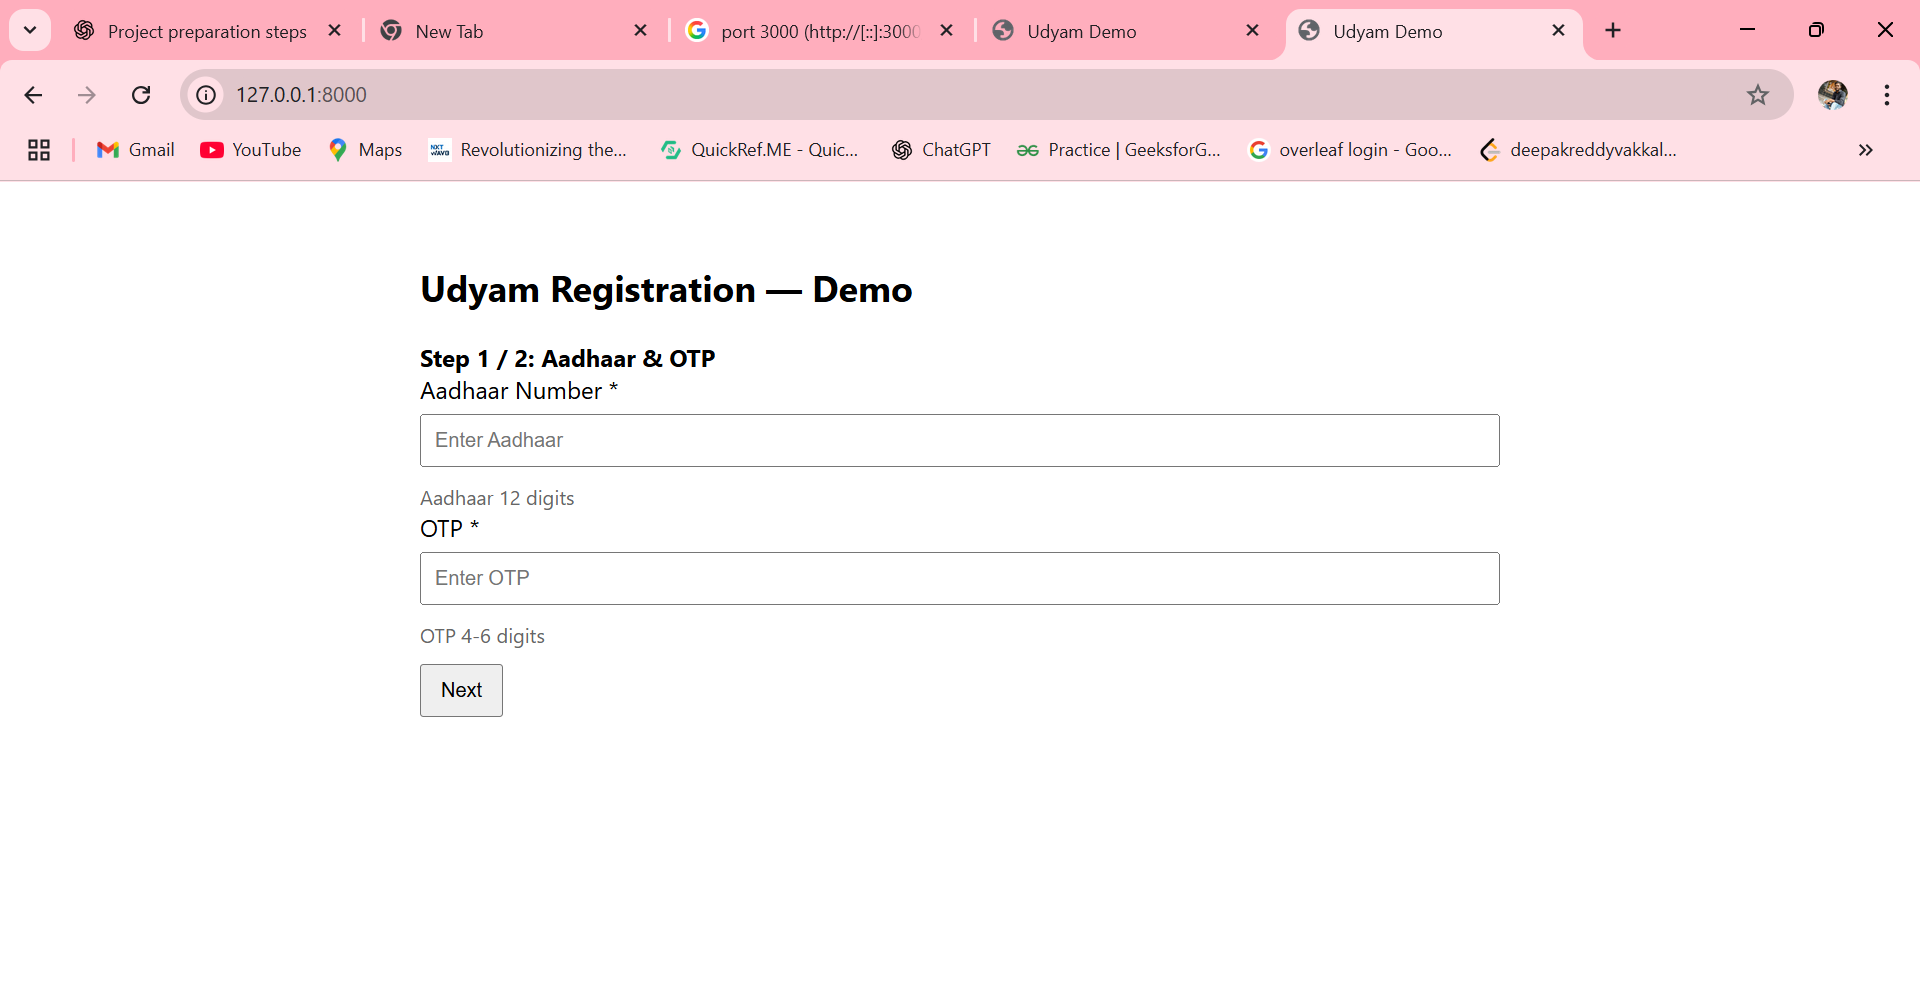 Project preparation steps
New Tab
port 3000 (http://[::]:3000
Udyam Demo
Udyam Demo
127.0.0.1:8000
Gmail
YouTube
Maps
NXT WAVE
Revolutionizing the...
QuickRef.ME - Quic...
ChatGPT
Practice | GeeksforG...
overleaf login - Goo...
deepakreddyvakkal...
Udyam Registration — Demo
Step 1 / 2: Aadhaar & OTP
Aadhaar Number *
Enter Aadhaar
Aadhaar 12 digits
OTP *
Enter OTP
OTP 4-6 digits
Next